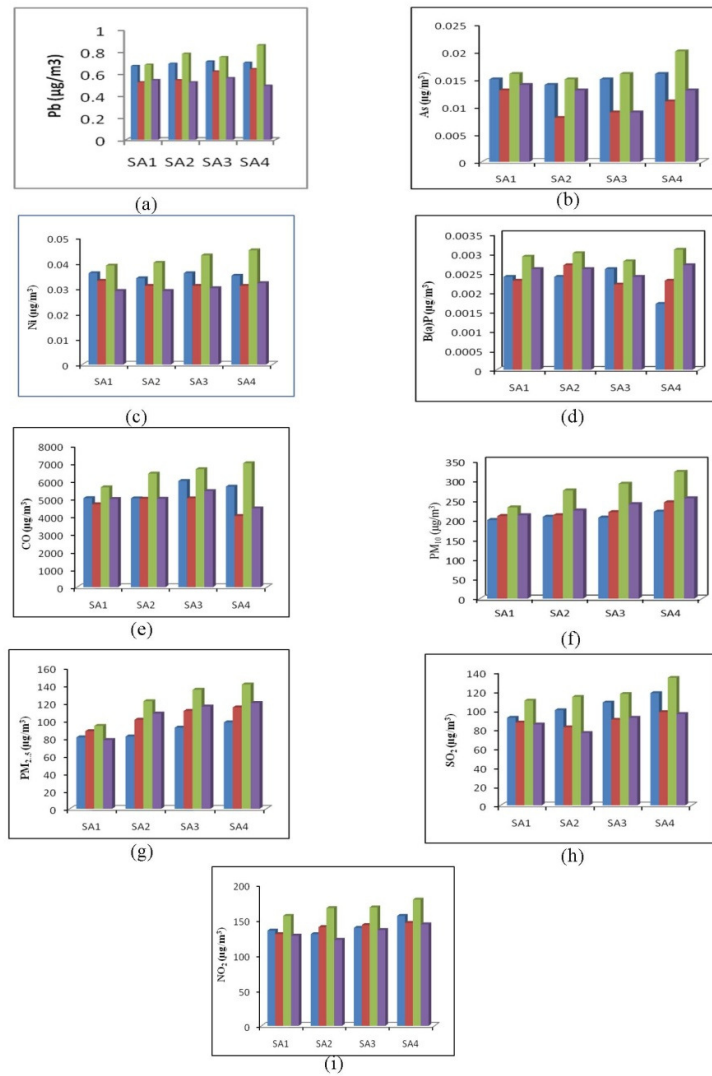 Pb (µg/m3)
1
0.8
0.6
0.4
0.2
0
SA1 SA2 SA3 SA4
(a)
As (µg/m³)
0.025
0.02
0.015
0.01
0.005
0
SA1 SA2 SA3 SA4
(b)
Ni (µg/m³)
0.05
0.04
0.03
0.02
0.01
0
SA1 SA2 SA3 SA4
(c)
B(a)P (µg/m³)
0.0035
0.003
0.0025
0.002
0.0015
0.001
0.0005
0
SA1 SA2 SA3 SA4
(d)
CO (µg/m³)
8000
7000
6000
5000
4000
3000
2000
1000
0
SA1 SA2 SA3 SA4
(e)
PM₁₀ (µg/m³)
350
300
250
200
150
100
50
0
SA1 SA2 SA3 SA4
(f)
PM₂.₅ (µg/m³)
160
140
120
100
80
60
40
20
0
SA1 SA2 SA3 SA4
(g)
SO₂ (µg/m³)
140
120
100
80
60
40
20
0
SA1 SA2 SA3 SA4
(h)
NO₂ (µg/m³)
200
150
100
50
0
SA1 SA2 SA3 SA4
(i)